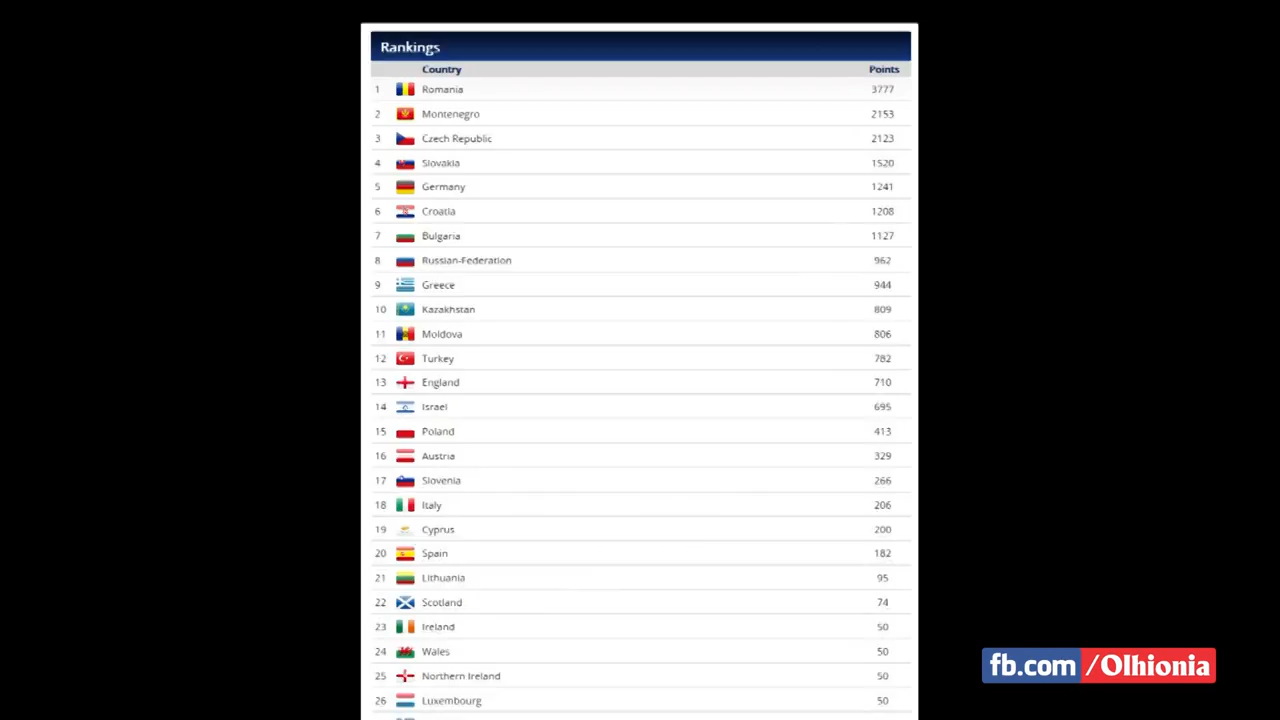 Rankings
Country Points
1 Romania 3777
2 Montenegro 2153
3 Czech Republic 2123
4 Slovakia 1520
5 Germany 1241
6 Croatia 1208
7 Bulgaria 1127
8 Russian-Federation 962
9 Greece 944
10 Kazakhstan 809
11 Moldova 806
12 Turkey 782
13 England 710
14 Israel 695
15 Poland 413
16 Austria 329
17 Slovenia 266
18 Italy 206
19 Cyprus 200
20 Spain 182
21 Lithuania 95
22 Scotland 74
23 Ireland 50
24 Wales 50
25 Northern Ireland 50
26 Luxembourg 50
fb.com/Olhionia